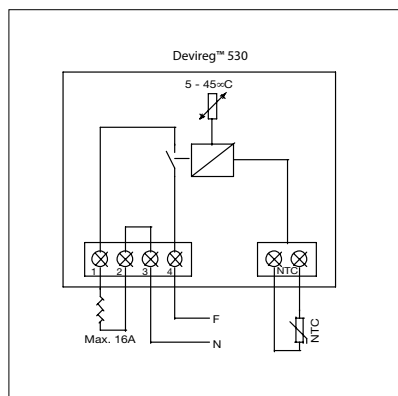 Devireg™ 530
5 - 45∝C
1 2 3 4
NTC
F
Max. 16A
N
NTC